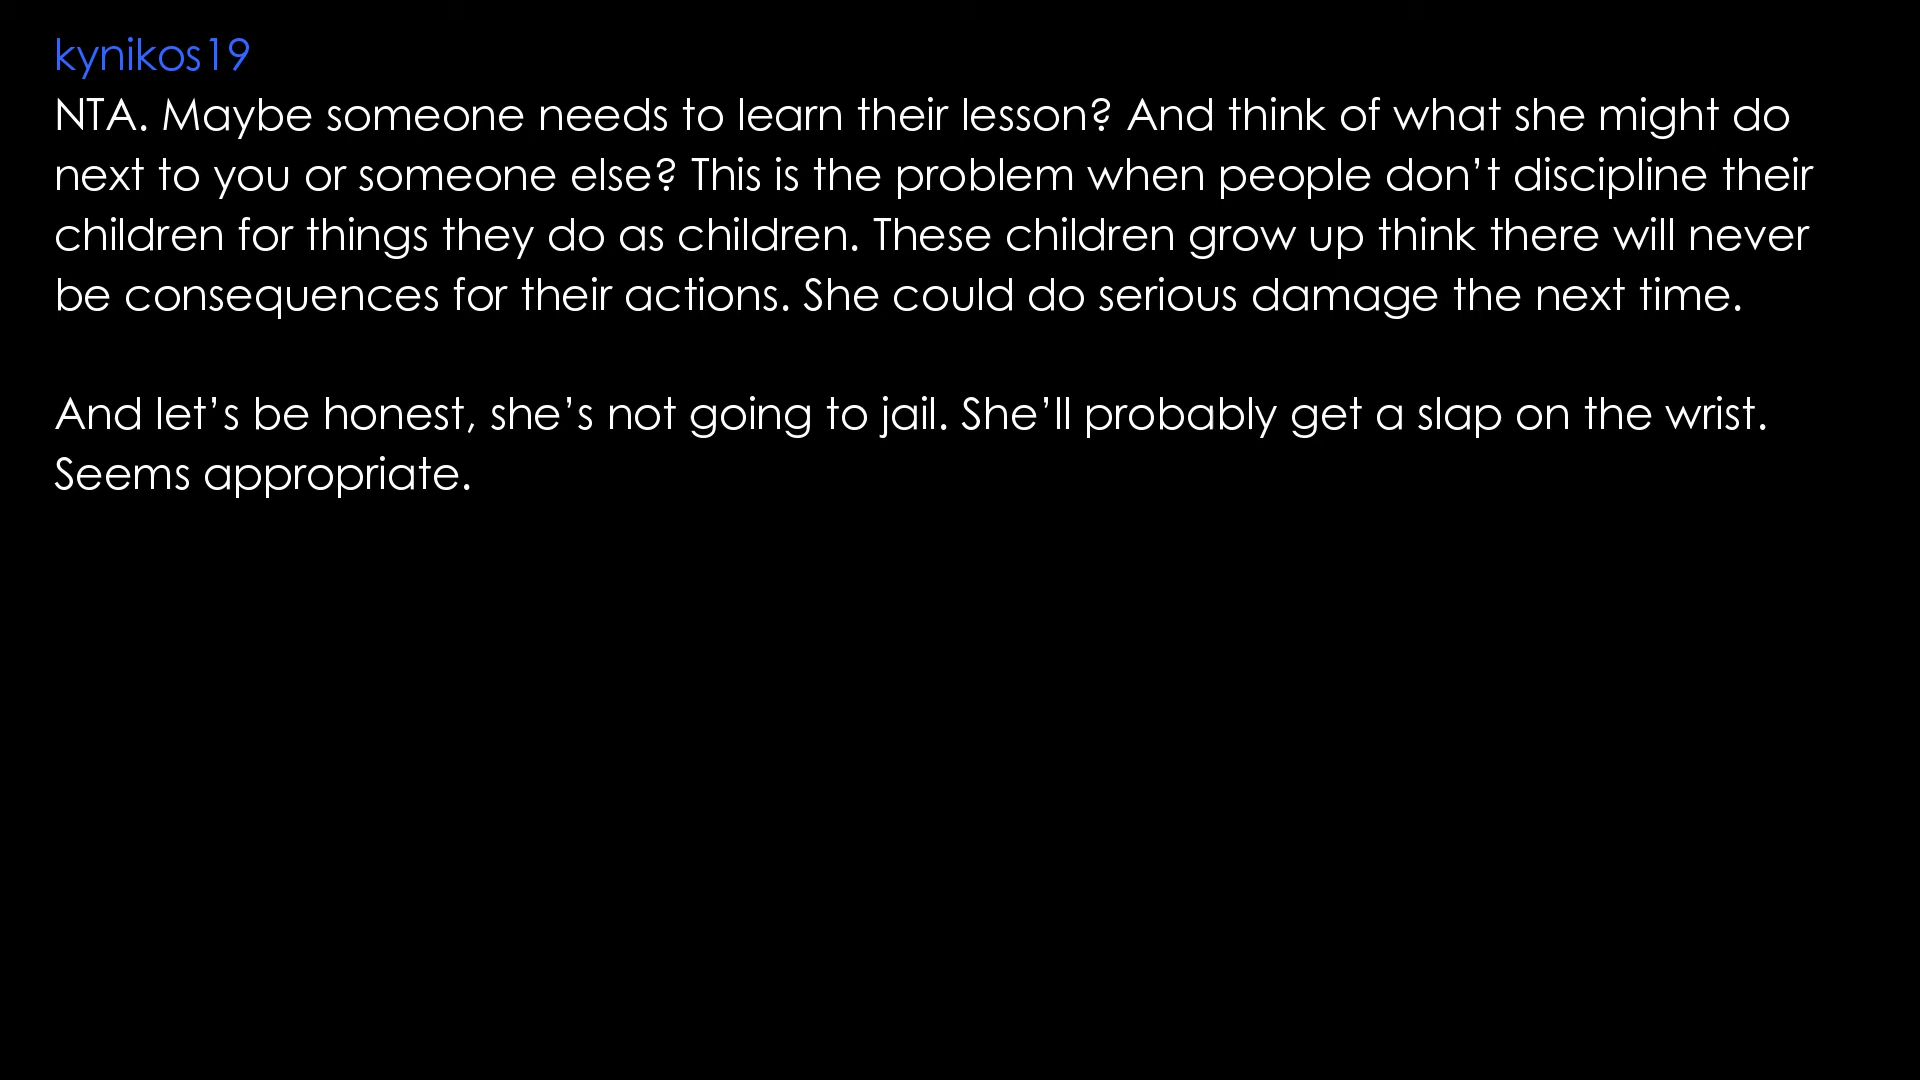 kynikos19
NTA. Maybe someone needs to learn their lesson? And think of what she might do
next to you or someone else? This is the problem when people don’t discipline their
children for things they do as children. These children grow up think there will never
be consequences for their actions. She could do serious damage the next time.
And let’s be honest, she’s not going to jail. She’ll probably get a slap on the wrist.
Seems appropriate.